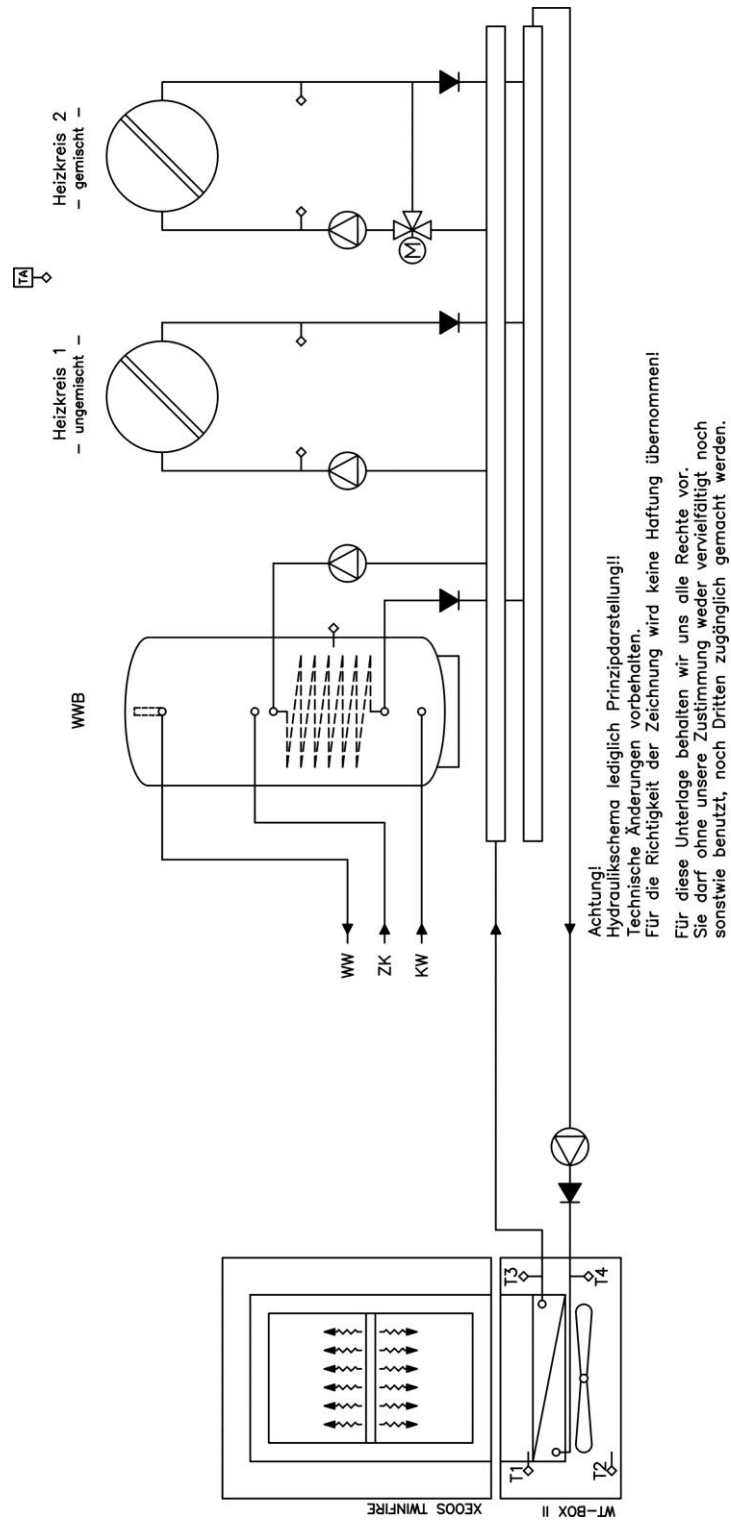 XEOOS TWINFIRE
WT-BOX II
T1
T2
T3
T4
WW
ZK
KW
WWB
Heizkreis 1
- ungemischt -
TA
Heizkreis 2
- gemischt -
M
Achtung!
Hydraulikschema lediglich Prinzipdarstellung!!
Technische Änderungen vorbehalten.
Für die Richtigkeit der Zeichnung wird keine Haftung übernommen!
Für diese Unterlage behalten wir uns alle Rechte vor.
Sie darf ohne unsere Zustimmung weder vervielfältigt noch
sonstwie benutzt, noch Dritten zugänglich gemacht werden.